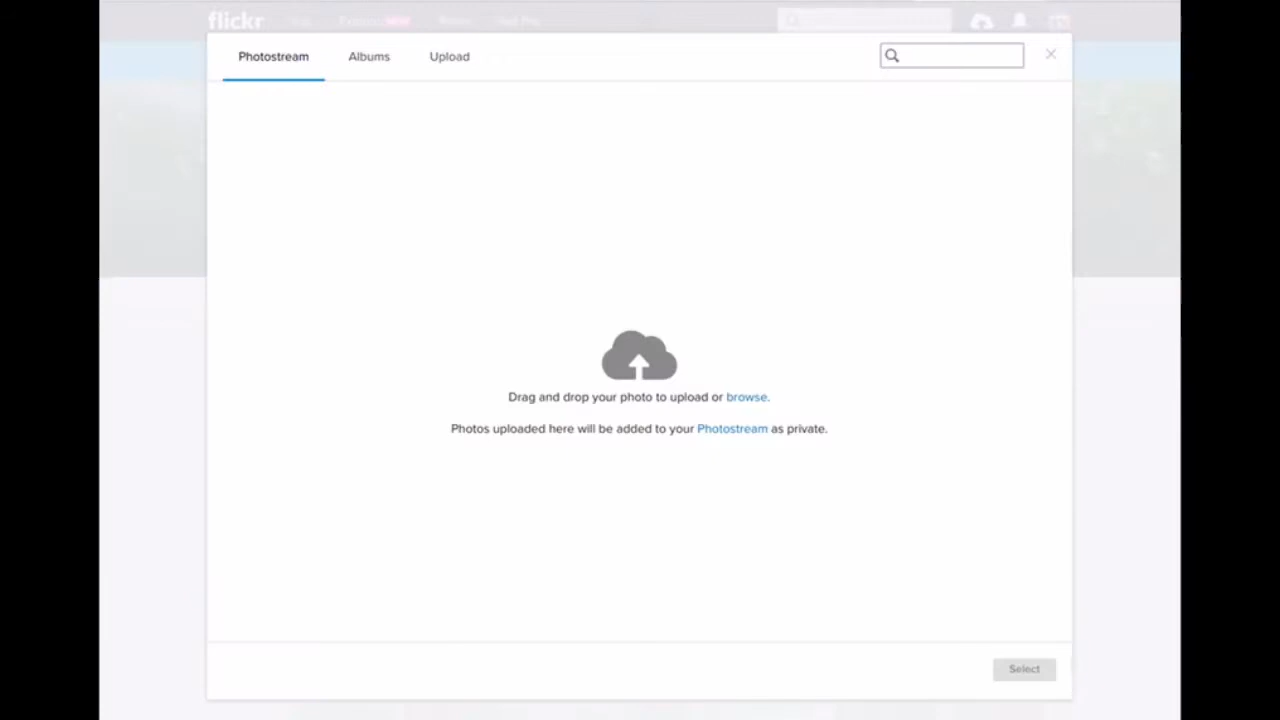 flickr
Photostream Albums Upload
Drag and drop your photo to upload or browse.
Photos uploaded here will be added to your Photostream as private.
Select